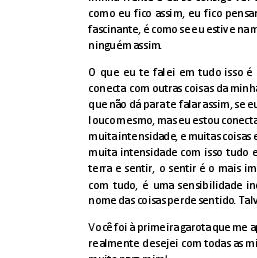 como eu fico assim, eu fico pensa
fascinante, é como se eu estive nam
ninguém assim.
O que eu te falei em tudo isso é
conecta com outras coisas da minha
que não dá para te falar assim, se eu
louco mesmo, mas eu estou conecta
muita intensidade, e muitas coisas e
muita intensidade com isso tudo e
terra e sentir, o sentir é o mais im
com tudo, é uma sensibilidade in
nome das coisas perde sentido. Talv
Você foi à primeira garota que me a
realmente desejei com todas as mi